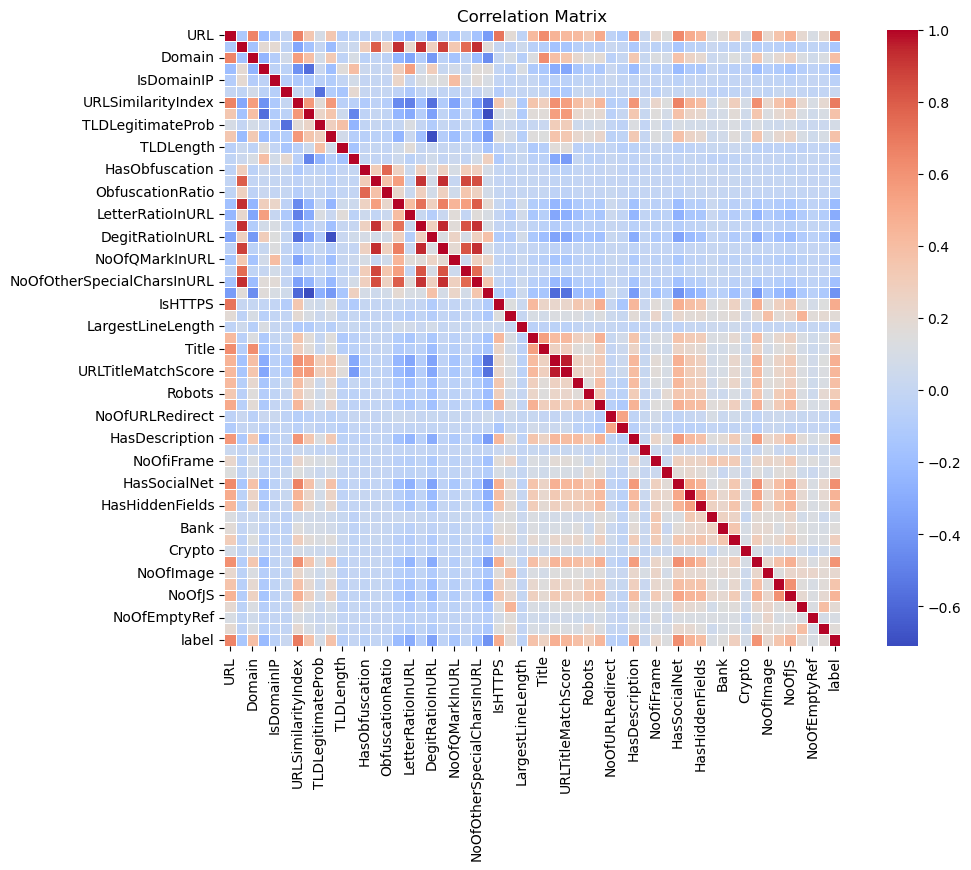 Correlation Matrix
URL
Domain
IsDomainIP
URLSimilarityIndex
TLDLegitimateProb
TLDLength
HasObfuscation
ObfuscationRatio
LetterRatioInURL
DegitRatioInURL
NoOfQMarkInURL
NoOfOtherSpecialCharsInURL
IsHTTPS
LargestLineLength
Title
URLTitleMatchScore
Robots
NoOfURLRedirect
HasDescription
NoOfiFrame
HasSocialNet
HasHiddenFields
Bank
Crypto
NoOfImage
NoOfJS
NoOfEmptyRef
label
URL
Domain
IsDomainIP
URLSimilarityIndex
TLDLegitimateProb
TLDLength
HasObfuscation
ObfuscationRatio
LetterRatioInURL
DegitRatioInURL
NoOfQMarkInURL
NoOfOtherSpecialCharsInURL
IsHTTPS
LargestLineLength
Title
URLTitleMatchScore
Robots
NoOfURLRedirect
HasDescription
NoOfiFrame
HasSocialNet
HasHiddenFields
Bank
Crypto
NoOfImage
NoOfJS
NoOfEmptyRef
label
1.0
0.8
0.6
0.4
0.2
0.0
−0.2
−0.4
−0.6